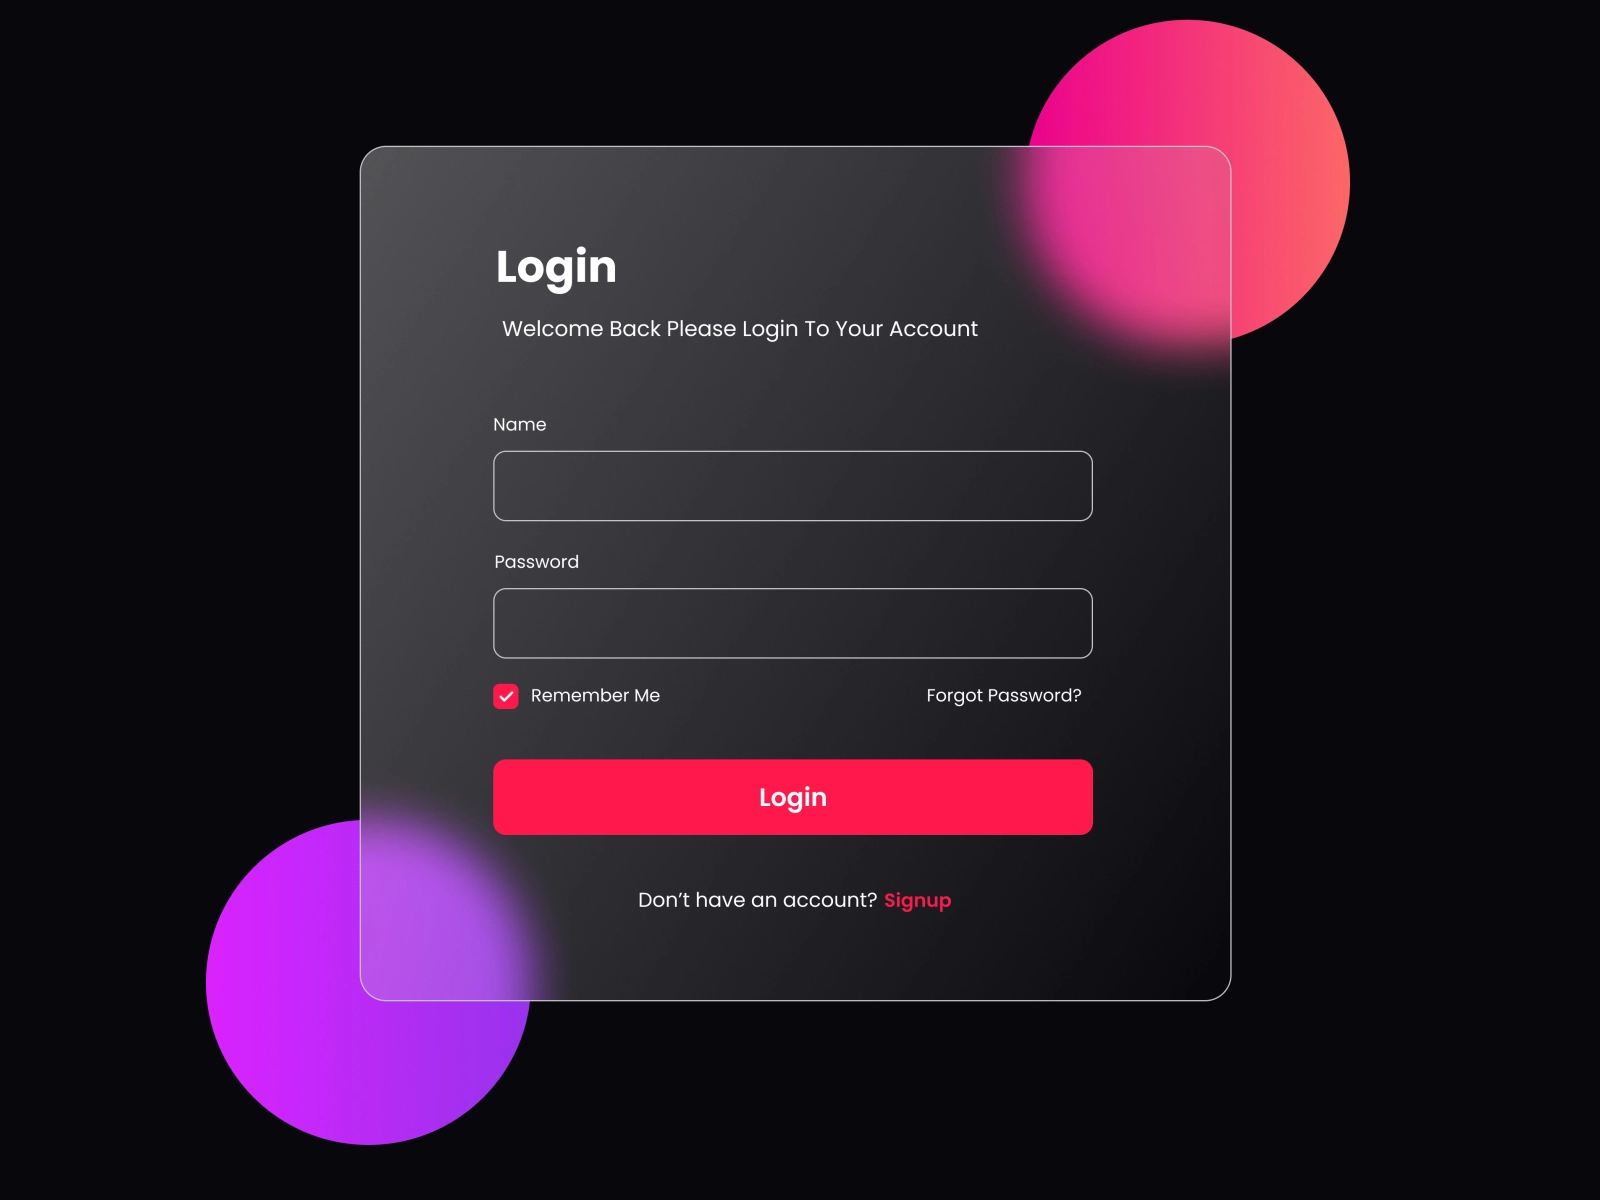 Login
Welcome Back Please Login To Your Account
Name
Password
Remember Me Forgot Password?
Login
Don’t have an account? Signup